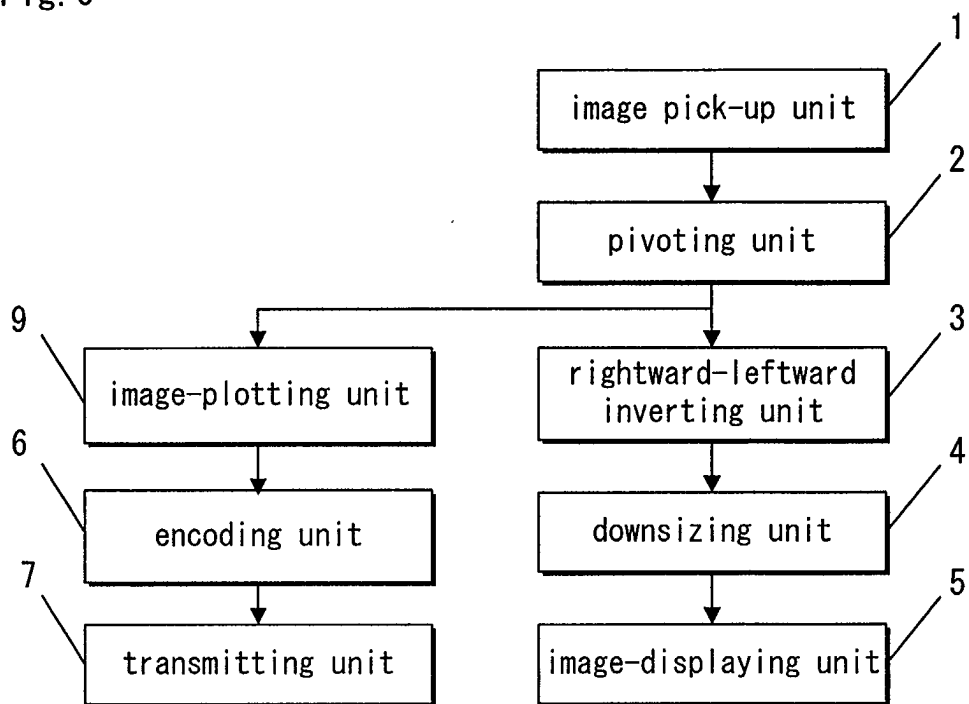 1
image pick-up unit
2
pivoting unit
9
3
image-plotting unit
rightward-leftward
inverting unit
6
4
encoding unit
downsizing unit
7
5
transmitting unit
image-displaying unit